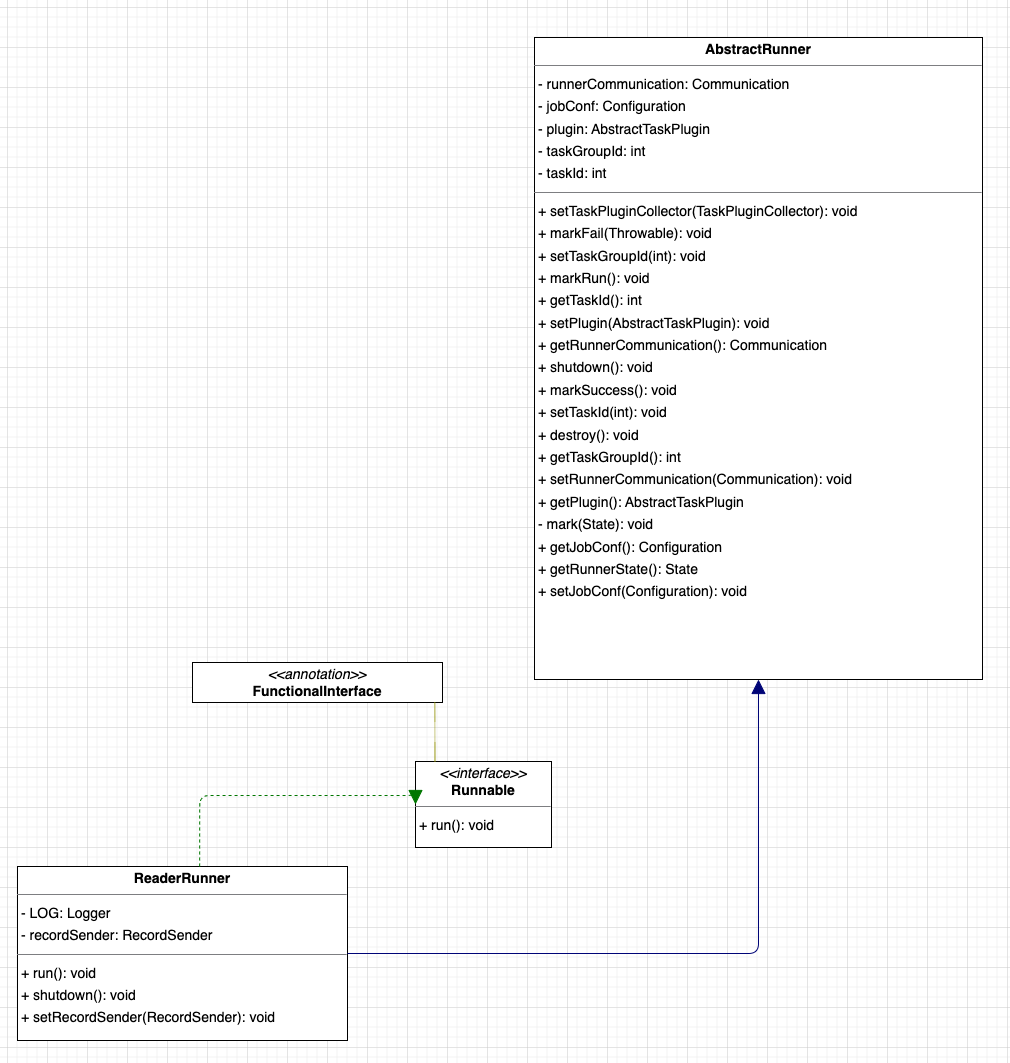 AbstractRunner
- runnerCommunication: Communication
- jobConf: Configuration
- plugin: AbstractTaskPlugin
- taskGroupId: int
- taskId: int
+ setTaskPluginCollector(TaskPluginCollector): void
+ markFail(Throwable): void
+ setTaskGroupId(int): void
+ markRun(): void
+ getTaskId(): int
+ setPlugin(AbstractTaskPlugin): void
+ getRunnerCommunication(): Communication
+ shutdown(): void
+ markSuccess(): void
+ setTaskId(int): void
+ destroy(): void
+ getTaskGroupId(): int
+ setRunnerCommunication(Communication): void
+ getPlugin(): AbstractTaskPlugin
- mark(State): void
+ getJobConf(): Configuration
+ getRunnerState(): State
+ setJobConf(Configuration): void
<<annotation>>
FunctionalInterface
<<interface>>
Runnable
+ run(): void
ReaderRunner
- LOG: Logger
- recordSender: RecordSender
+ run(): void
+ shutdown(): void
+ setRecordSender(RecordSender): void